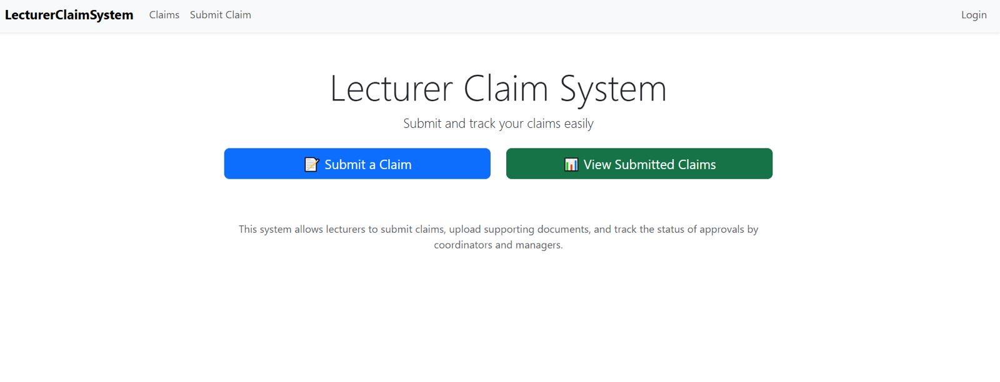 LecturerClaimSystem Claims Submit Claim Login
Lecturer Claim System
Submit and track your claims easily
📝 Submit a Claim 📊 View Submitted Claims
This system allows lecturers to submit claims, upload supporting documents, and track the status of approvals by
coordinators and managers.